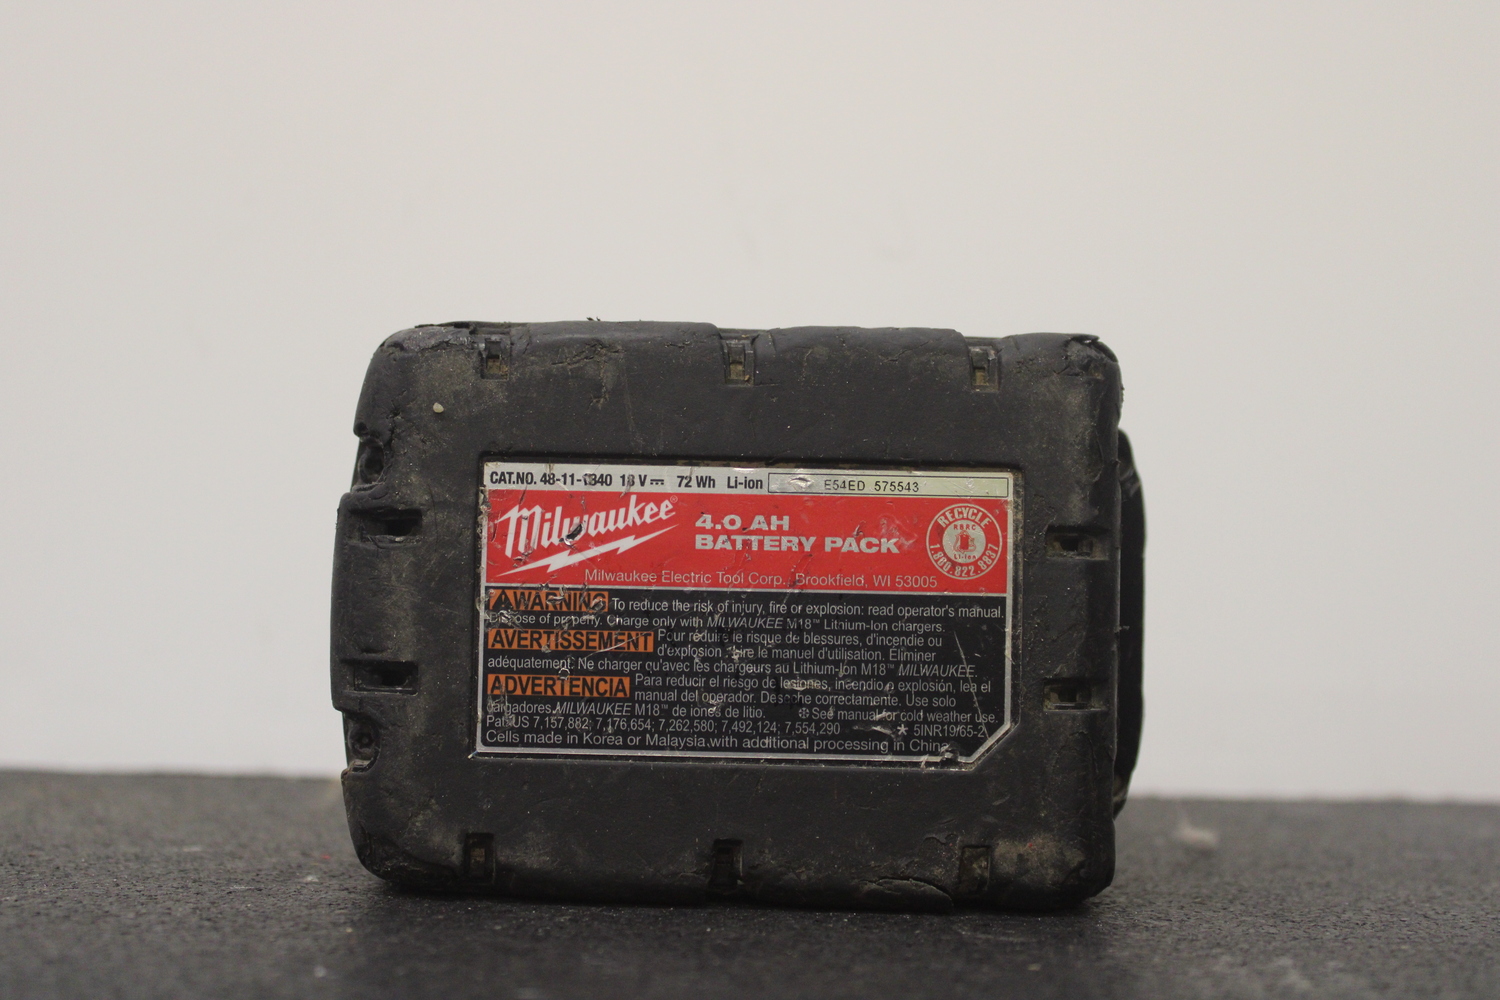 CAT.NO. 48-11-1840 18 V ⎓ 72 Wh Li-ion E54ED 575543
Milwaukee®
4.0 AH
BATTERY PACK
RECYCLE
RBRC
Li-Ion
1.800.822.8837
Milwaukee Electric Tool Corp. Brookfield, WI 53005
WARNING To reduce the risk of injury, fire or explosion: read operator's manual.
Dispose of properly. Charge only with MILWAUKEE M18™ Lithium-Ion chargers.
AVERTISSEMENT Pour reduire le risque de blessures, d'incendie ou
d'explosion : lire le manuel d'utilisation. Éliminer
adéquatement. Ne charger qu'avec les chargeurs au Lithium-Ion M18™ MILWAUKEE.
ADVERTENCIA Para reducir el riesgo de lesiones, incendio o explosión, lea el
manual del operador. Deseche correctamente. Use solo
cargadores MILWAUKEE M18™ de iones de litio. ❄ See manual for cold weather use.
Pat. US 7,157,882; 7,176,654; 7,262,580; 7,492,124; 7,554,290 * 5INR19/65-2
Cells made in Korea or Malaysia with additional processing in China